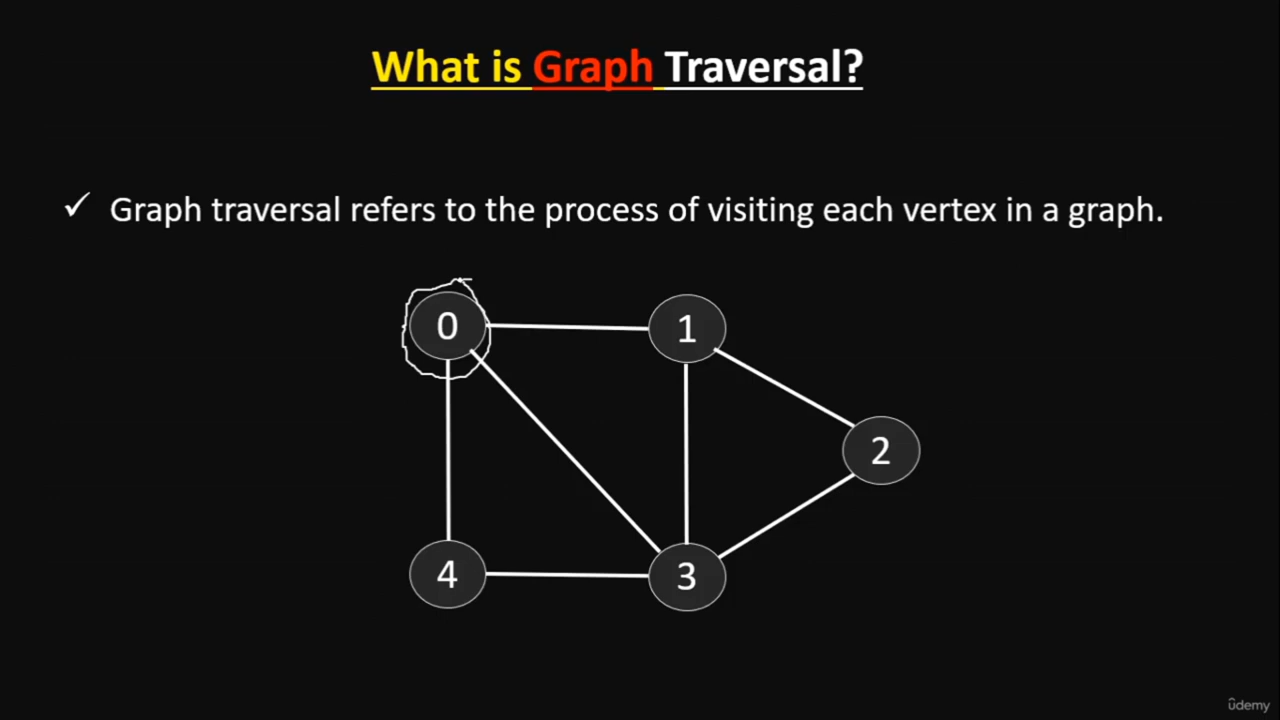 What is Graph Traversal?
✓ Graph traversal refers to the process of visiting each vertex in a graph.
0
1
2
4
3
ûdemy